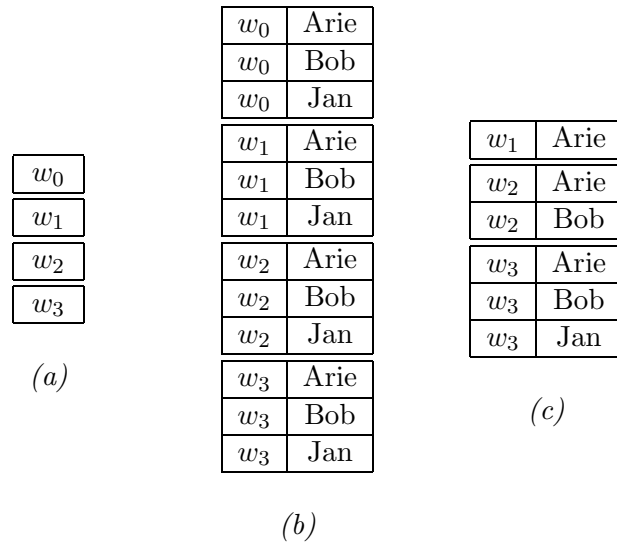 w₀
w₁
w₂
w₃
(a)
w₀ Arie
w₀ Bob
w₀ Jan
w₁ Arie
w₁ Bob
w₁ Jan
w₂ Arie
w₂ Bob
w₂ Jan
w₃ Arie
w₃ Bob
w₃ Jan
(b)
w₁ Arie
w₂ Arie
w₂ Bob
w₃ Arie
w₃ Bob
w₃ Jan
(c)